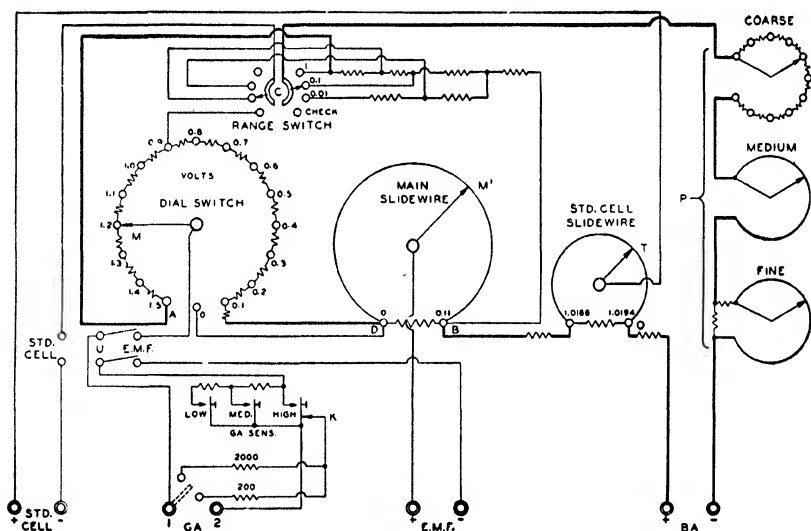 COARSE
1
0.1
0.01
C
CHECK
RANGE SWITCH
0.8
0.9
0.7
1.0
0.6
VOLTS
1.1
0.5
DIAL SWITCH
1.2
M
0.4
1.3
0.3
1.4
0.2
1.5
0.1
A
0
MAIN
SLIDEWIRE
M'
0
0.11
D
B
STD. CELL
SLIDEWIRE
T
1.0166
1.0194
O
P
MEDIUM
FINE
STD.
CELL
U
E.M.F.
LOW
MED.
HIGH
K
GA SENS.
2000
200
+ STD. CELL -
1 GA 2
+ E.M.F. -
+ BA -